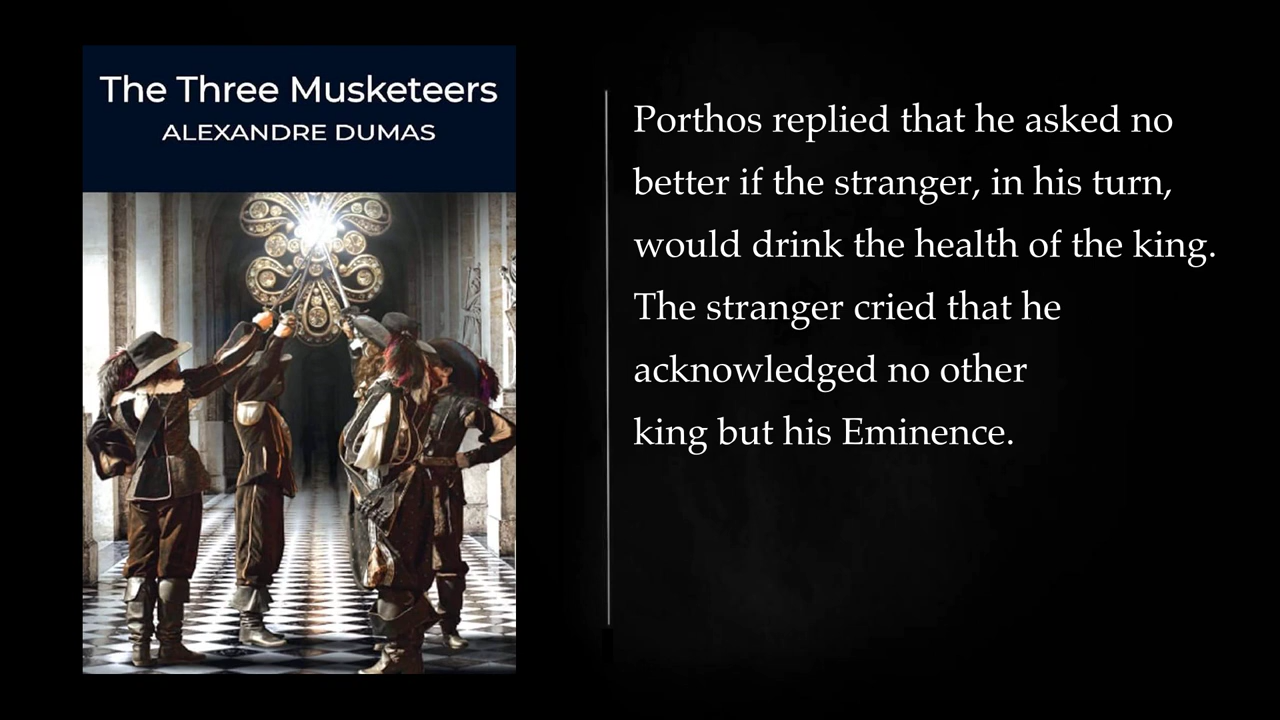 The Three Musketeers
ALEXANDRE DUMAS
Porthos replied that he asked no
better if the stranger, in his turn,
would drink the health of the king.
The stranger cried that he
acknowledged no other
king but his Eminence.